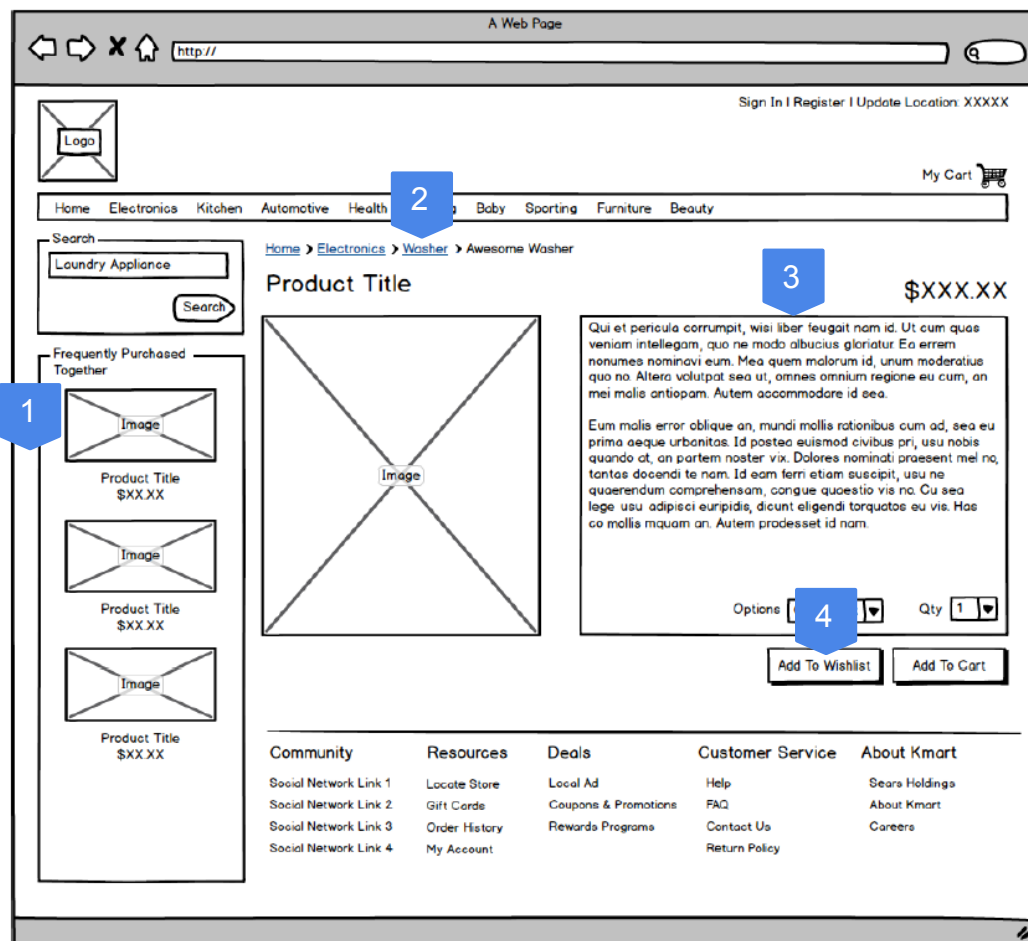 A Web Page
http://
Sign In | Register | Update Location: XXXXX
Logo
My Cart
2
Home Electronics Kitchen Automotive Health Baby Sporting Furniture Beauty
Search
Laundry Appliance
Search
Home > Electronics > Washer > Awesome Washer
Product Title
3
$XXX.XX
Frequently Purchased
Together
1
Image
Product Title
$XX.XX
Image
Product Title
$XX.XX
Image
Product Title
$XX.XX
Image
Qui et pericula corrumpit, wisi liber feugait nam id. Ut cum quas
veniam intellegam, quo ne modo albucius gloriatur. Ea errem
nonumes nominavi eum. Mea quem malorum id, unum moderatius
quo no. Altera volutpat sea ut, omnes omnium regione eu cum, an
mei malis antiopam. Autem accommodare id sea.
Eum malis error oblique an, mundi mollis rationibus cum ad, sea eu
prima aeque urbanitas. Id postea euismod civibus pri, usu nobis
quando at, an partem noster vix. Dolores nominati praesent mel no,
tantas docendi te nam. Id eam ferri etiam suscipit, usu ne
quaerendum comprehensam, congue quaestio vis no. Cu sea
lege usu adipisci euripidis, dicunt eligendi torquatos eu vis. Has
co mollis mquam an. Autem prodesset id nam.
Options
4
Qty 1
Add To Wishlist
Add To Cart
Community
Social Network Link 1
Social Network Link 2
Social Network Link 3
Social Network Link 4
Resources
Locate Store
Gift Cards
Order History
My Account
Deals
Local Ad
Coupons & Promotions
Rewards Programs
Customer Service
Help
FAQ
Contact Us
Return Policy
About Kmart
Sears Holdings
About Kmart
Careers